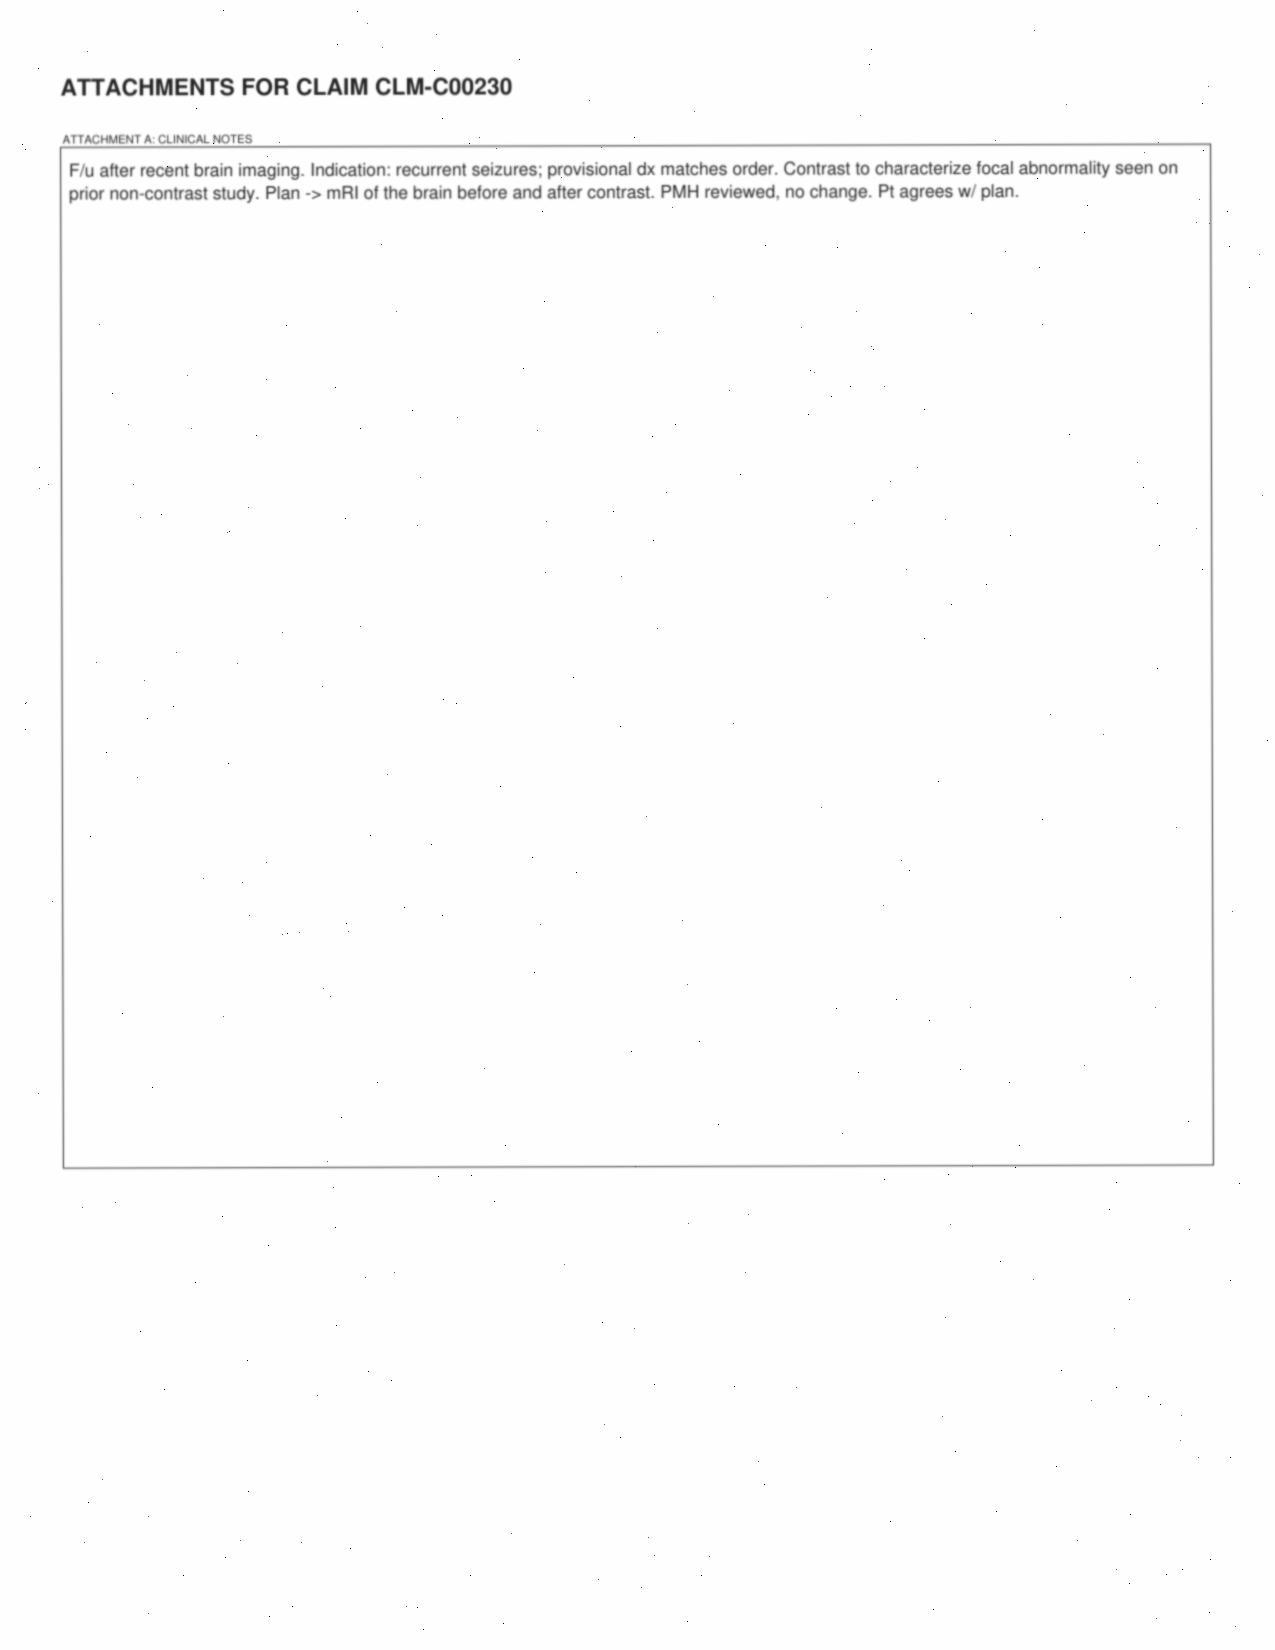 ATTACHMENTS FOR CLAIM CLM-C00230
ATTACHMENT A: CLINICAL NOTES
F/u after recent brain imaging. Indication: recurrent seizures; provisional dx matches order. Contrast to characterize focal abnormality seen on
prior non-contrast study. Plan -> mRI of the brain before and after contrast. PMH reviewed, no change. Pt agrees w/ plan.